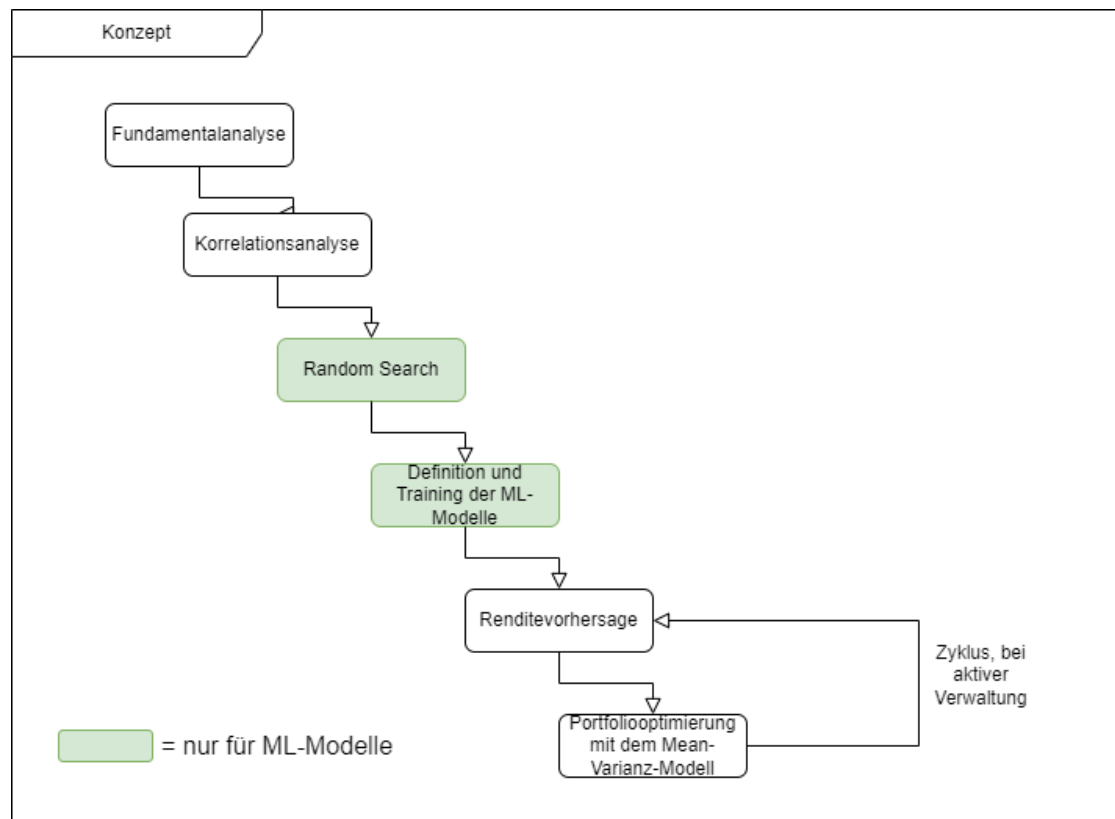 Konzept
Fundamentalanalyse
Korrelationsanalyse
Random Search
Definition und
Training der ML-
Modelle
Renditevorhersage
Zyklus, bei
aktiver
Verwaltung
Portfoliooptimierung
mit dem Mean-
Varianz-Modell
= nur für ML-Modelle